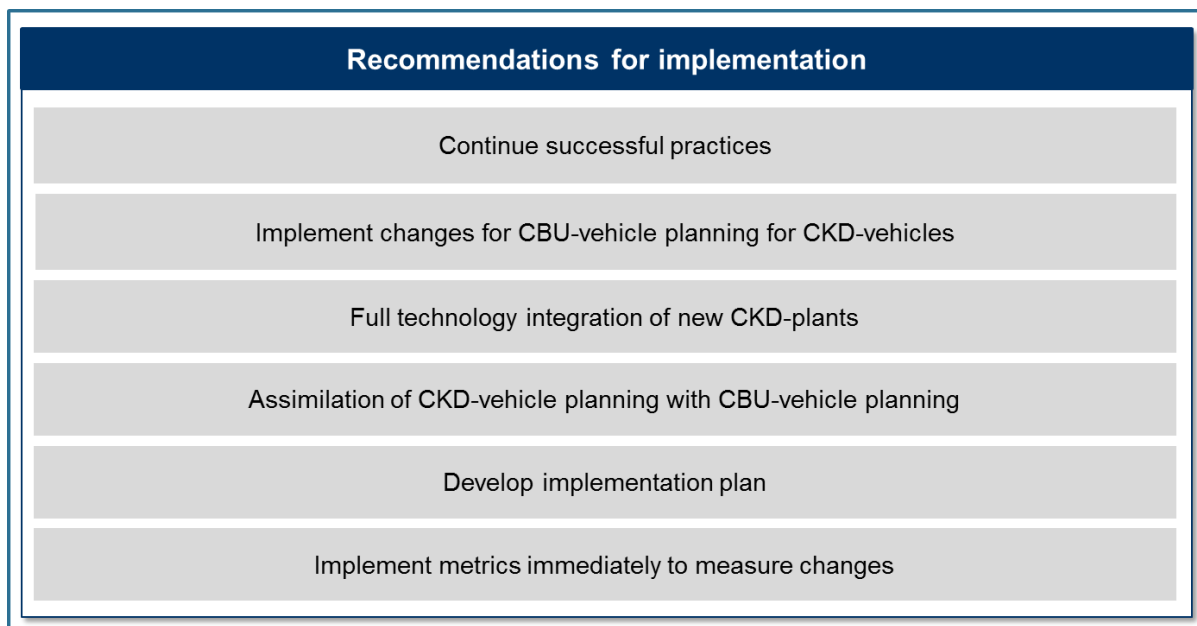 Recommendations for implementation
Continue successful practices
Implement changes for CBU-vehicle planning for CKD-vehicles
Full technology integration of new CKD-plants
Assimilation of CKD-vehicle planning with CBU-vehicle planning
Develop implementation plan
Implement metrics immediately to measure changes